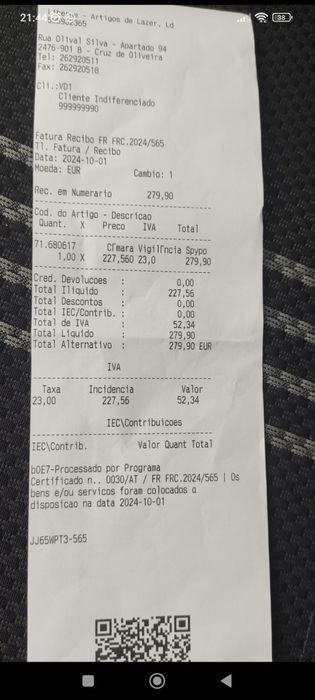 21:44
38
- Artigos de Lazer, Ld
Rua Olival Silva - Apartado 94
2476-901 B - Cruz de Oliveira
Tel: 262920511
Fax: 262920518
Cli.:VD1
Cliente Indiferenciado
999999990
Fatura Recibo FR FRC.2024/565
T1. Fatura / Recibo
Data: 2024-10-01
Moeda: EUR Cambio: 1
Rec. em Numerario 279,90
Cod. do Artigo - Descricao
Quant. X Preco IVA Total
71.680617 CГmara VigilГncia Spypo
1,00 X 227,560 23,0 279,90
Cred. Devolucoes : 0,00
Total Iliquido : 227,56
Total Descontos : 0,00
Total IEC/Contrib. : 0,00
Total de IVA : 52,34
Total Liquido : 279,90
Total Alternativo : 279,90 EUR
IVA
Taxa Incidencia Valor
23,00 227,56 52,34
IEC\Contribuicoes
IEC\Contrib. Valor Quant Total
bOE7-Processado por Programa
Certificado n.. 0030/AT / FR FRC.2024/565 | Os
bens e/ou servicos foram colocados a
disposicao na data 2024-10-01
JJ65WPT3-565